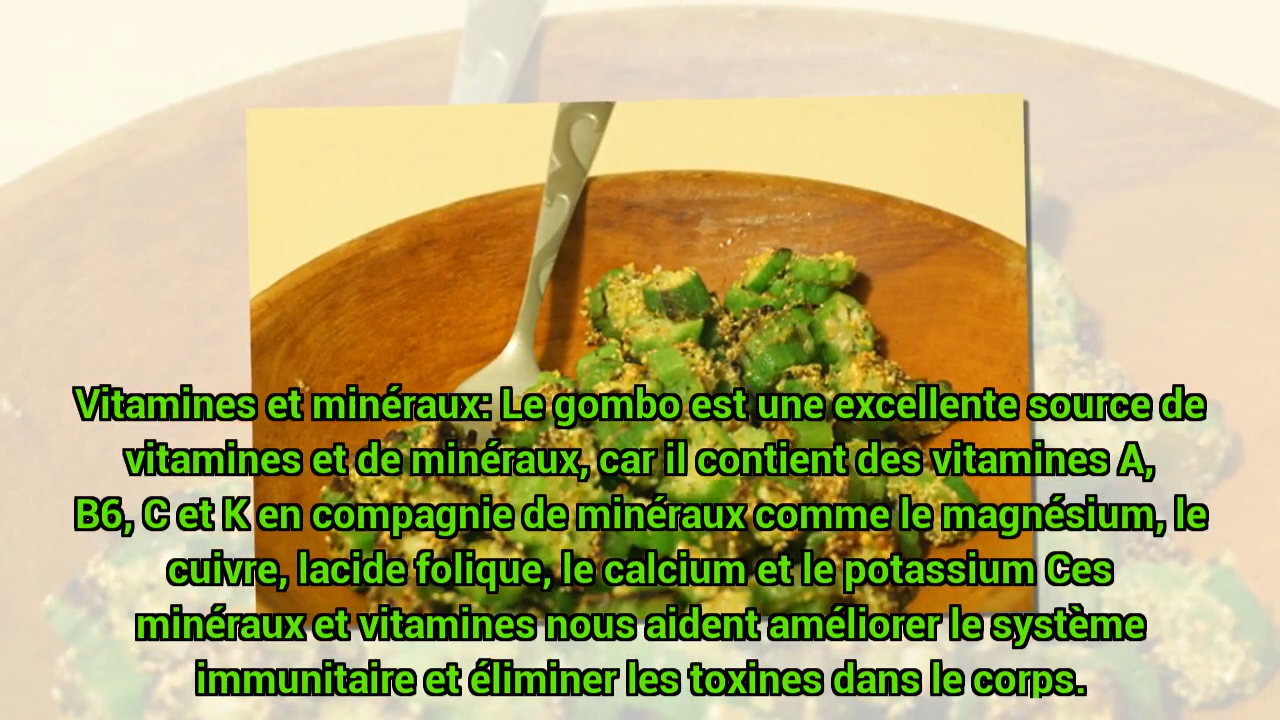 Vitamines et minéraux: Le gombo est une excellente source de
vitamines et de minéraux, car il contient des vitamines A,
B6, C et K en compagnie de minéraux comme le magnésium, le
cuivre, lacide folique, le calcium et le potassium Ces
minéraux et vitamines nous aident améliorer le système
immunitaire et éliminer les toxines dans le corps.